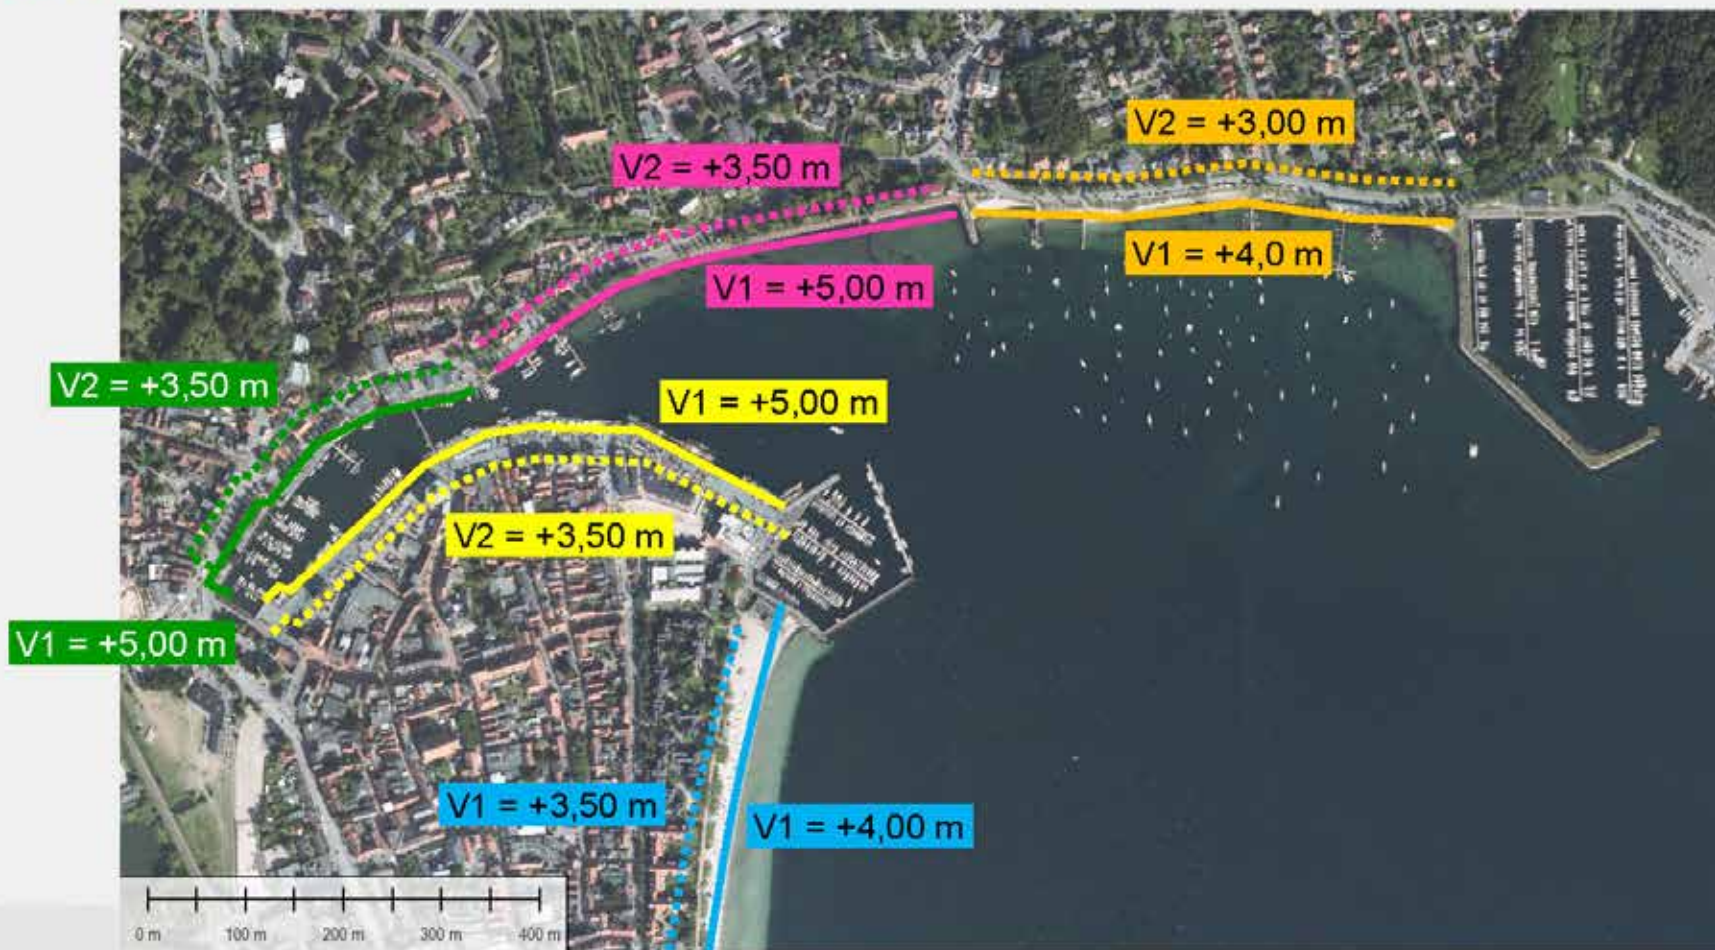 V2 = +3,00 m
V2 = +3,50 m
V1 = +4,0 m
V1 = +5,00 m
V2 = +3,50 m
V1 = +5,00 m
V2 = +3,50 m
V1 = +5,00 m
V1 = +3,50 m
V1 = +4,00 m
0 m 100 m 200 m 300 m 400 m